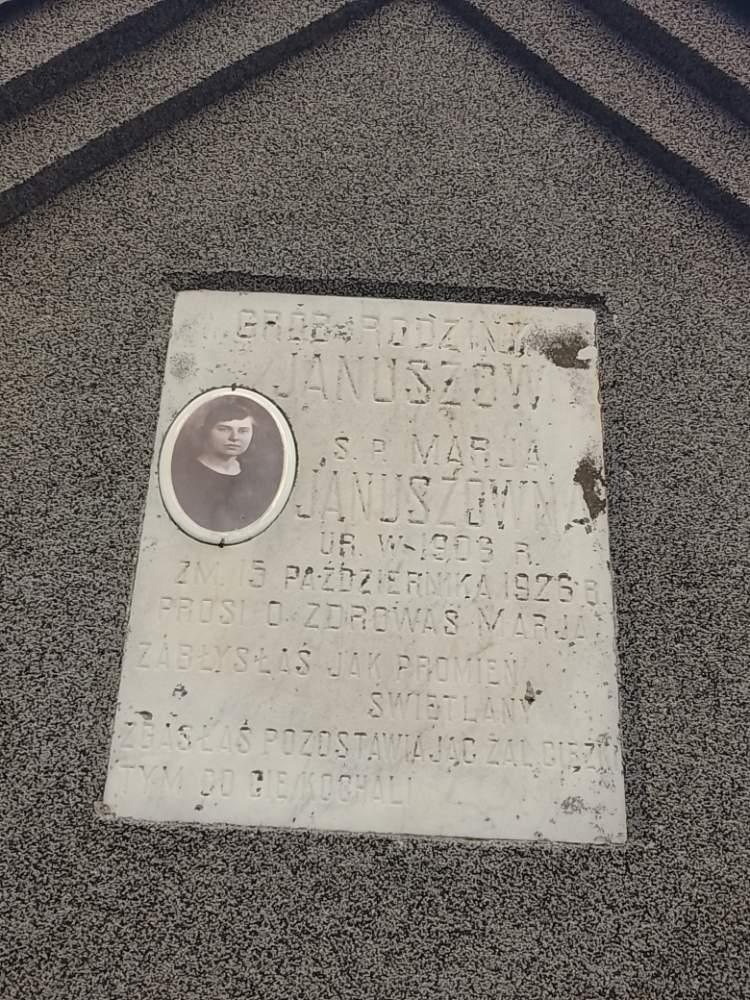 GRÓB RODZINY
JANUSZÓW
Ś. P. MARJA
JANUSZOWNA
UR. W 1903 R.
ZM. 15 PAŹDZIERNIKA 1926 R.
PROSI O ZDROWAŚ MARJA
ZABŁYSŁAŚ JAK PROMIEŃ
ŚWIETLANY
ZGASŁAŚ POZOSTAWIAJĄC ŻAL CIĘŻKI
TYM CO CIĘ KOCHALI